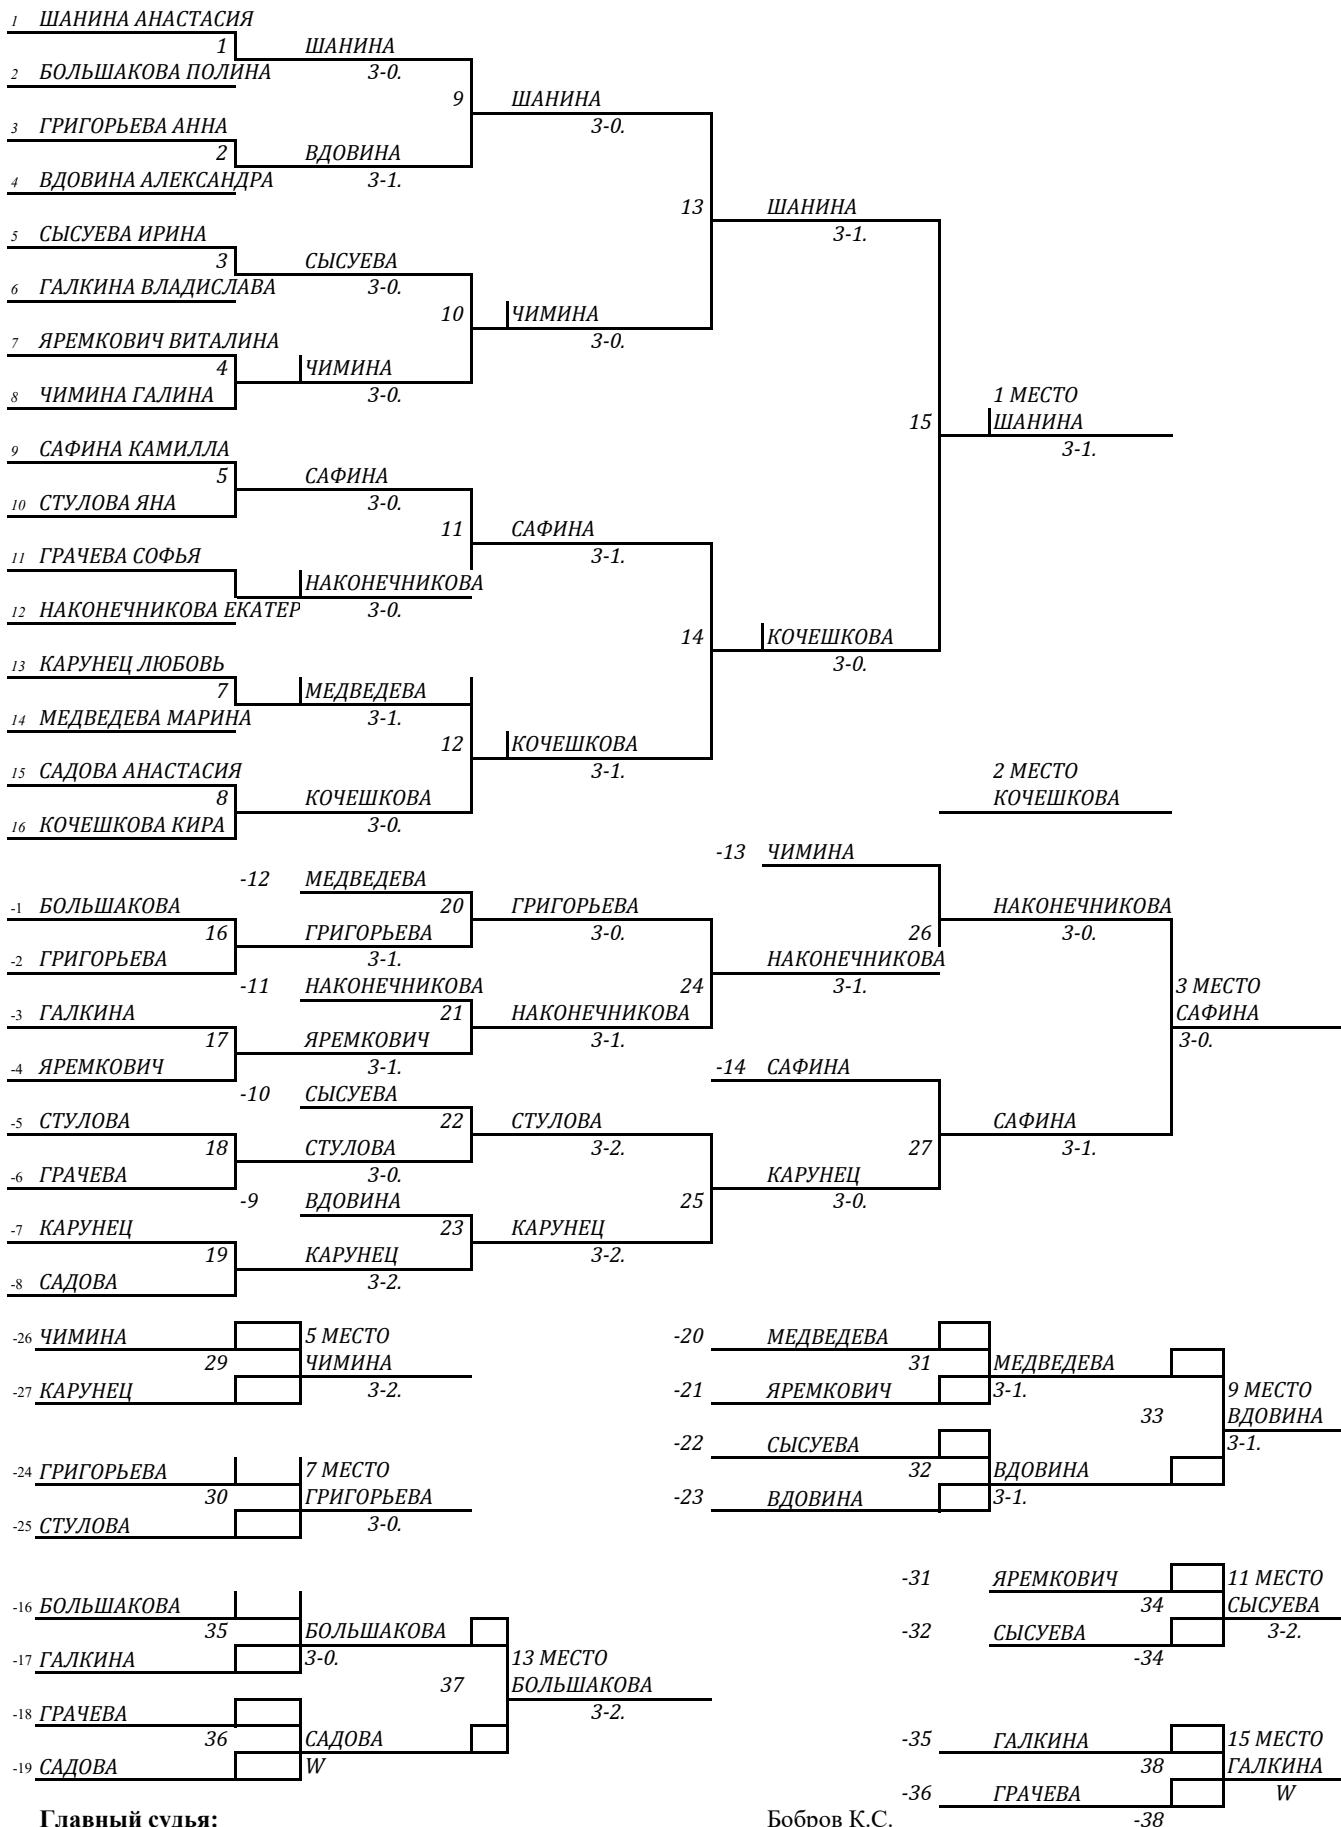 1 ШАНИНА АНАСТАСИЯ
1 ШАНИНА
2 БОЛЬШАКОВА ПОЛИНА 3-0.
9 ШАНИНА
3 ГРИГОРЬЕВА АННА 3-0.
2 ВДОВИНА
4 ВДОВИНА АЛЕКСАНДРА 3-1.
13 ШАНИНА
5 СЫСУЕВА ИРИНА 3-1.
3 СЫСУЕВА
6 ГАЛКИНА ВЛАДИСЛАВА 3-0.
10 ЧИМИНА
7 ЯРЕМКОВИЧ ВИТАЛИНА 3-0.
4 ЧИМИНА
8 ЧИМИНА ГАЛИНА 3-0. 1 МЕСТО
15 ШАНИНА
9 САФИНА КАМИЛЛА 3-1.
5 САФИНА
10 СТУЛОВА ЯНА 3-0.
11 САФИНА
11 ГРАЧЕВА СОФЬЯ 3-1.
НАКОНЕЧНИКОВА
12 НАКОНЕЧНИКОВА ЕКАТЕР 3-0.
14 КОЧЕШКОВА
13 КАРУНЕЦ ЛЮБОВЬ 3-0.
7 МЕДВЕДЕВА
14 МЕДВЕДЕВА МАРИНА 3-1.
12 КОЧЕШКОВА
15 САДОВА АНАСТАСИЯ 3-1. 2 МЕСТО
8 КОЧЕШКОВА КОЧЕШКОВА
16 КОЧЕШКОВА КИРА 3-0.
-13 ЧИМИНА
-12 МЕДВЕДЕВА
-1 БОЛЬШАКОВА 20 ГРИГОРЬЕВА НАКОНЕЧНИКОВА
16 ГРИГОРЬЕВА 3-0. 26 3-0.
-2 ГРИГОРЬЕВА 3-1. НАКОНЕЧНИКОВА
-11 НАКОНЕЧНИКОВА 24 3-1. 3 МЕСТО
-3 ГАЛКИНА 21 НАКОНЕЧНИКОВА САФИНА
17 ЯРЕМКОВИЧ 3-1. 3-0.
-4 ЯРЕМКОВИЧ 3-1. -14 САФИНА
-10 СЫСУЕВА
-5 СТУЛОВА 22 СТУЛОВА САФИНА
18 СТУЛОВА 3-2. 27 3-1.
-6 ГРАЧЕВА 3-0. КАРУНЕЦ
-9 ВДОВИНА 25 3-0.
-7 КАРУНЕЦ 23 КАРУНЕЦ
19 КАРУНЕЦ 3-2.
-8 САДОВА 3-2.
-26 ЧИМИНА 5 МЕСТО -20 МЕДВЕДЕВА
29 ЧИМИНА 31 МЕДВЕДЕВА
-27 КАРУНЕЦ 3-2. -21 ЯРЕМКОВИЧ 3-1. 9 МЕСТО
33 ВДОВИНА
-22 СЫСУЕВА 3-1.
-24 ГРИГОРЬЕВА 7 МЕСТО 32 ВДОВИНА
30 ГРИГОРЬЕВА -23 ВДОВИНА 3-1.
-25 СТУЛОВА 3-0.
-31 ЯРЕМКОВИЧ 11 МЕСТО
-16 БОЛЬШАКОВА 34 СЫСУЕВА
35 БОЛЬШАКОВА -32 СЫСУЕВА 3-2.
-17 ГАЛКИНА 3-0. 13 МЕСТО -34
37 БОЛЬШАКОВА
-18 ГРАЧЕВА 3-2.
36 САДОВА -35 ГАЛКИНА 15 МЕСТО
-19 САДОВА W 38 ГАЛКИНА
-36 ГРАЧЕВА W
Главный судья: Бобров К.С. -38